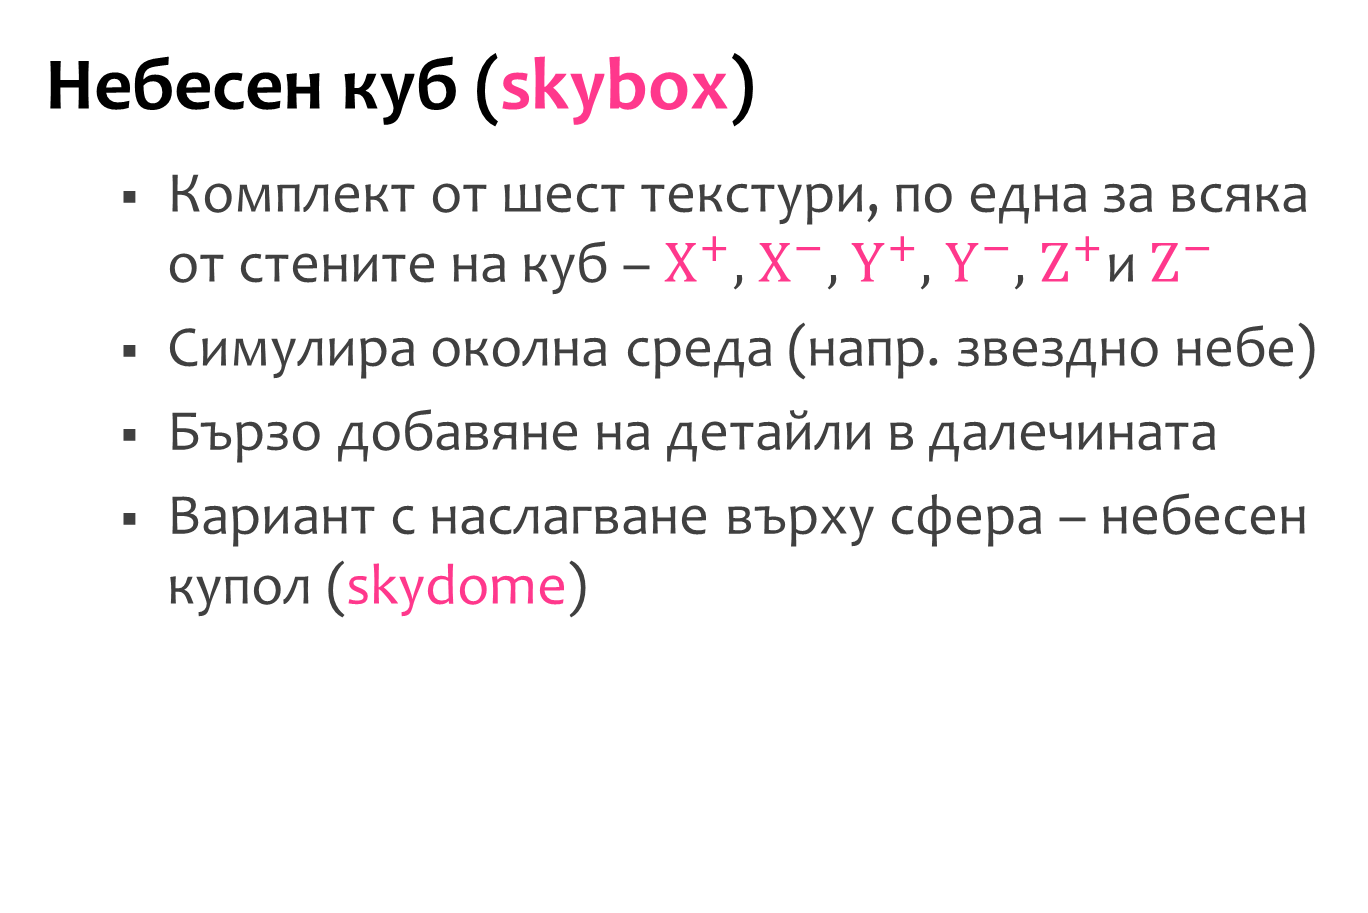 Небесен куб (skybox)
▪ Комплект от шест текстури, по една за всяка
от стените на куб – X⁺, X⁻, Y⁺, Y⁻, Z⁺ и Z⁻
▪ Симулира околна среда (напр. звездно небе)
▪ Бързо добавяне на детайли в далечината
▪ Вариант с наслагване върху сфера – небесен
купол (skydome)